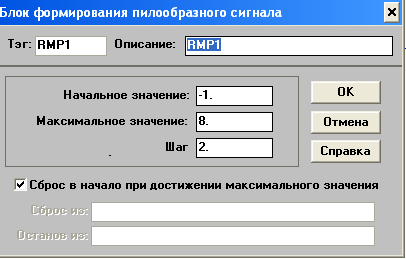 Блок формирования пилообразного сигнала
Тэг: RMP1 Описание: RMP1
Начальное значение: -1. OK
Максимальное значение: 8. Отмена
Шаг 2. Справка
Сброс в начало при достижении максимального значения
Сброс из:
Останов из: